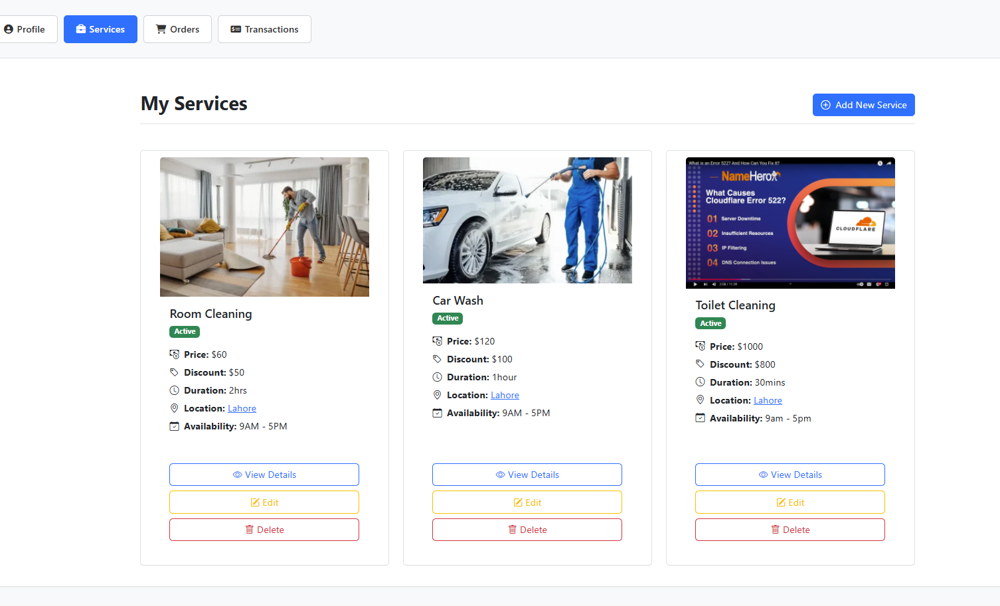 Profile
Services
Orders
Transactions
My Services
Add New Service
Room Cleaning
Active
Price: $60
Discount: $50
Duration: 2hrs
Location: Lahore
Availability: 9AM - 5PM
View Details
Edit
Delete
Car Wash
Active
Price: $120
Discount: $100
Duration: 1hour
Location: Lahore
Availability: 9AM - 5PM
View Details
Edit
Delete
What is an Error 522? And How Can You Fix It?
NameHero
What Causes
Cloudflare Error 522?
01 Server Downtime
02 Insufficient Resources
03 IP Filtering
04 DNS Connection Issues
CLOUDFLARE
Toilet Cleaning
Active
Price: $1000
Discount: $800
Duration: 30mins
Location: Lahore
Availability: 9am - 5pm
View Details
Edit
Delete